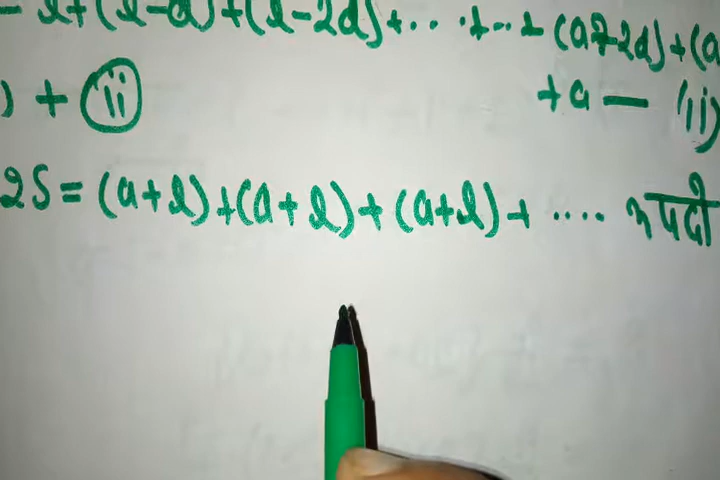 - l+(l-d)+(l-2d)+.. .+..+ (a+2d)+(a
) + (ii) +a — (ii)
2S = (a+l)+(a+l)+(a+l)+ .... n पदों